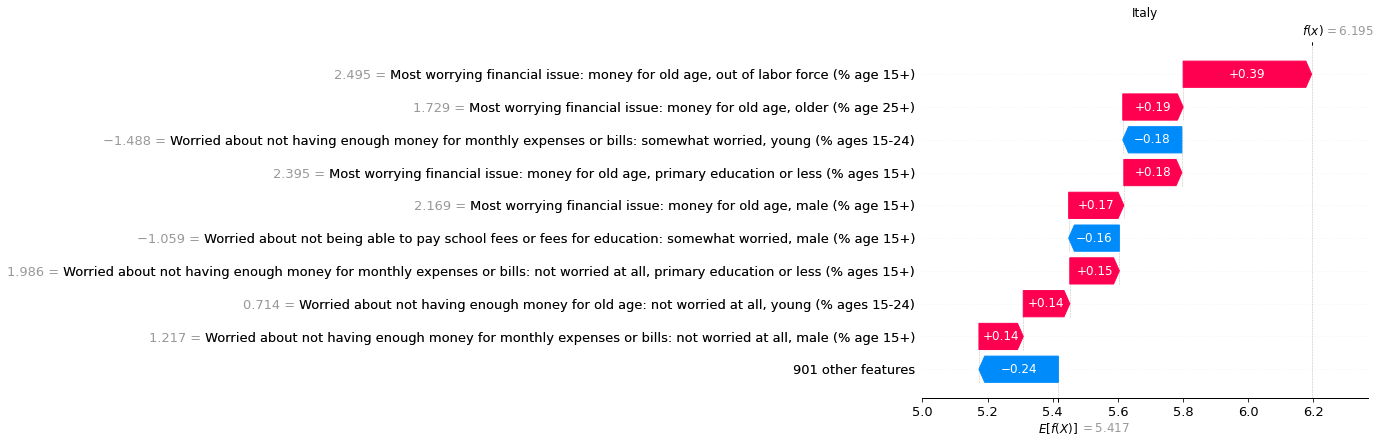 Italy
f(x) = 6.195
2.495 = Most worrying financial issue: money for old age, out of labor force (% age 15+)
+0.39
1.729 = Most worrying financial issue: money for old age, older (% age 25+)
+0.19
−1.488 = Worried about not having enough money for monthly expenses or bills: somewhat worried, young (% ages 15-24)
−0.18
2.395 = Most worrying financial issue: money for old age, primary education or less (% ages 15+)
+0.18
2.169 = Most worrying financial issue: money for old age, male (% age 15+)
+0.17
−1.059 = Worried about not being able to pay school fees or fees for education: somewhat worried, male (% age 15+)
−0.16
1.986 = Worried about not having enough money for monthly expenses or bills: not worried at all, primary education or less (% ages 15+)
+0.15
0.714 = Worried about not having enough money for old age: not worried at all, young (% ages 15-24)
+0.14
1.217 = Worried about not having enough money for monthly expenses or bills: not worried at all, male (% age 15+)
+0.14
901 other features
−0.24
5.0 5.2 5.4 5.6 5.8 6.0 6.2
E[f(X)] = 5.417